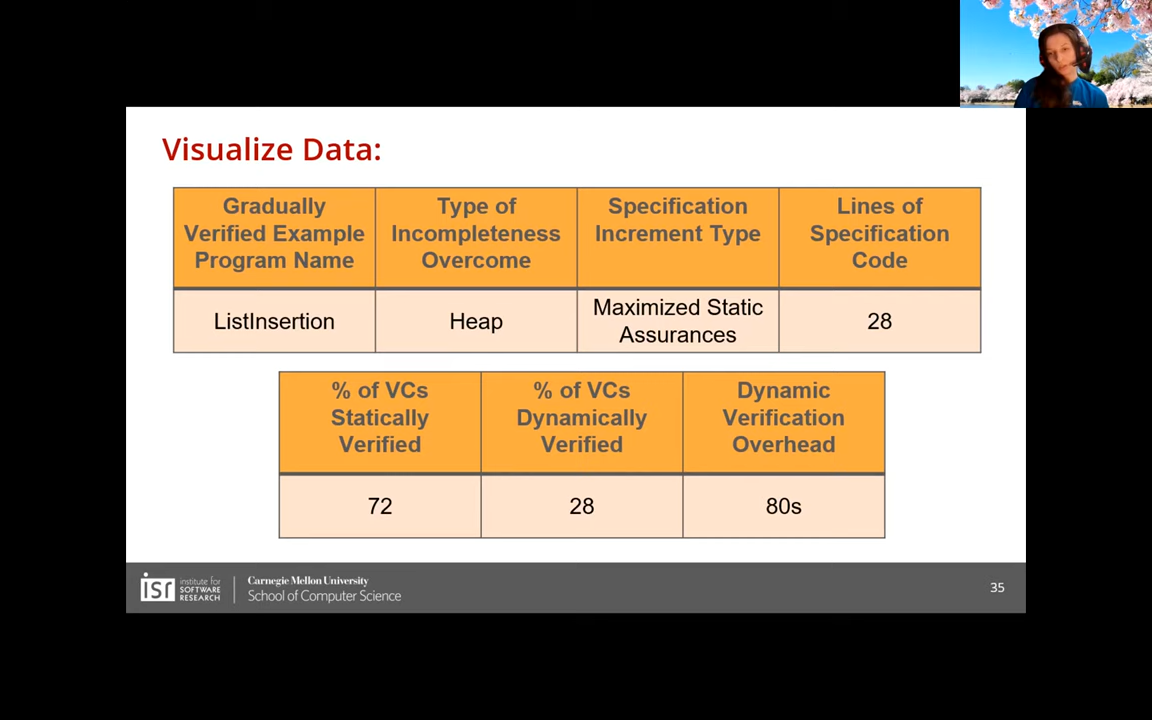 Visualize Data:
Gradually
Verified Example
Program Name
Type of
Incompleteness
Overcome
Specification
Increment Type
Lines of
Specification
Code
ListInsertion
Heap
Maximized Static
Assurances
28
% of VCs
Statically
Verified
% of VCs
Dynamically
Verified
Dynamic
Verification
Overhead
72
28
80s
isr
institute for
SOFTWARE
RESEARCH
Carnegie Mellon University
School of Computer Science
35